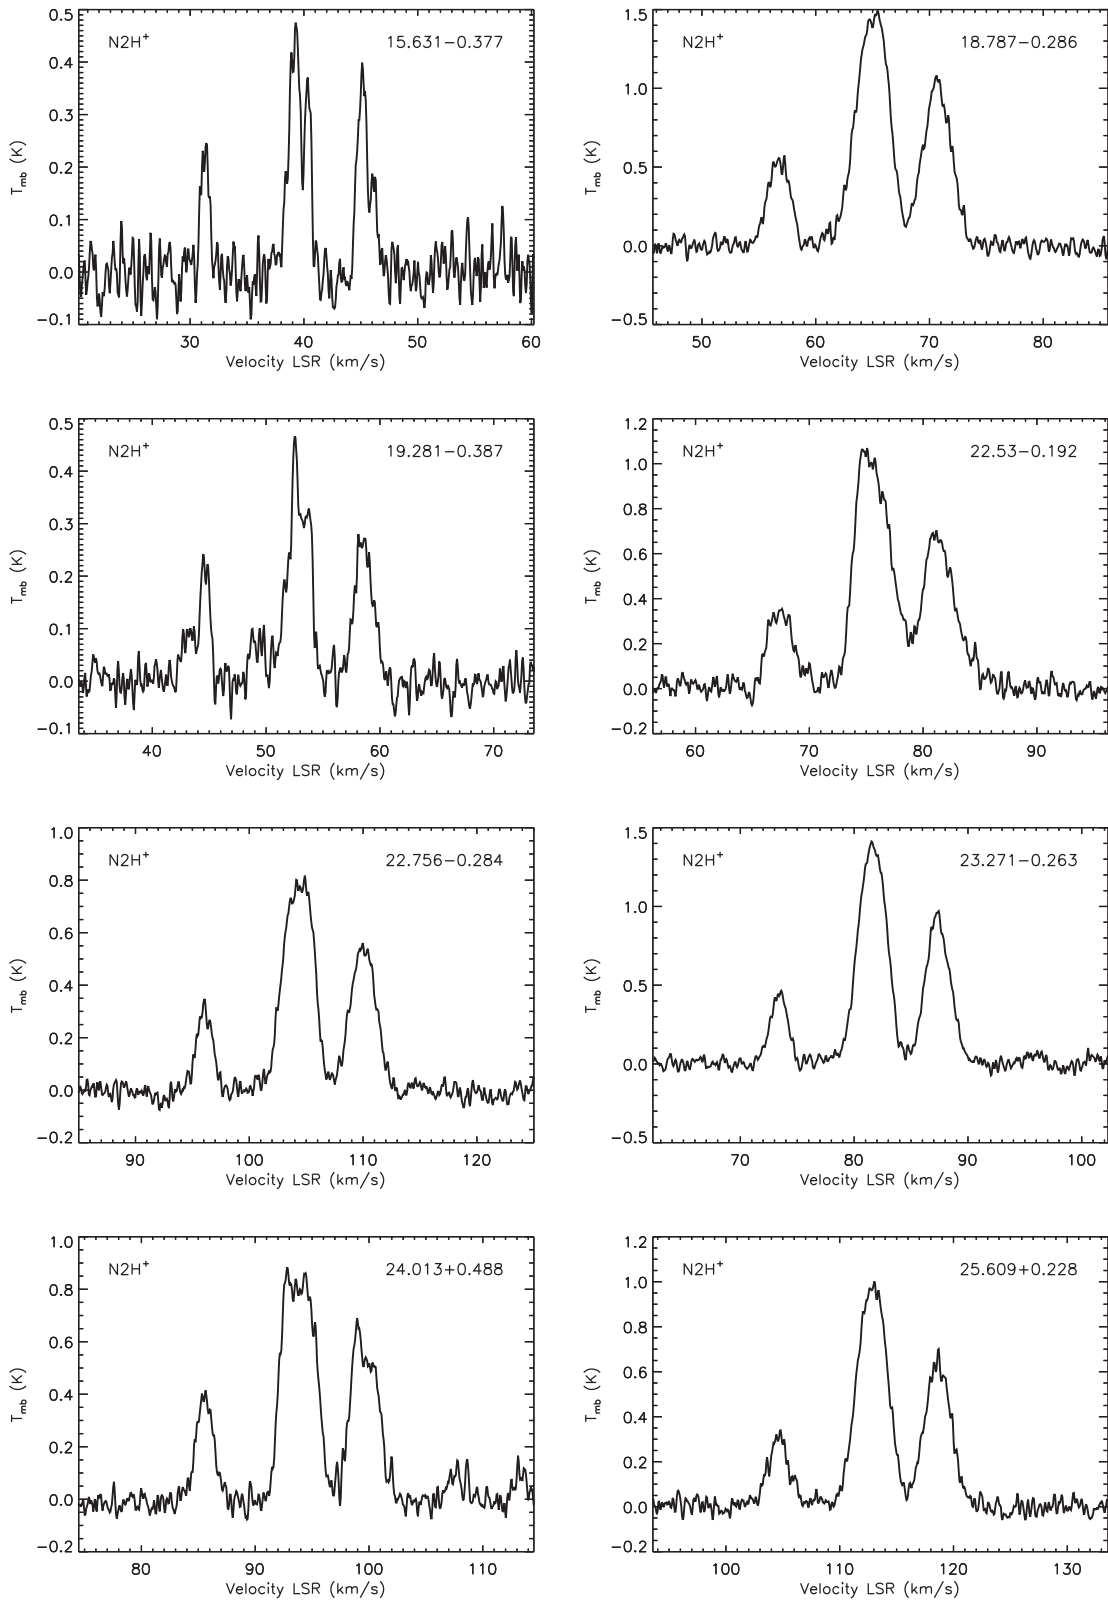 N2H+ 15.631−0.377
0.5
0.4
0.3
0.2
0.1
0.0
−0.1
Tmb (K)
30 40 50 60
Velocity LSR (km/s)
N2H+ 18.787−0.286
1.5
1.0
0.5
0.0
−0.5
Tmb (K)
50 60 70 80
Velocity LSR (km/s)
N2H+ 19.281−0.387
0.5
0.4
0.3
0.2
0.1
0.0
−0.1
Tmb (K)
40 50 60 70
Velocity LSR (km/s)
N2H+ 22.53−0.192
1.2
1.0
0.8
0.6
0.4
0.2
0.0
−0.2
Tmb (K)
60 70 80 90
Velocity LSR (km/s)
N2H+ 22.756−0.284
1.0
0.8
0.6
0.4
0.2
0.0
−0.2
Tmb (K)
90 100 110 120
Velocity LSR (km/s)
N2H+ 23.271−0.263
1.5
1.0
0.5
0.0
−0.5
Tmb (K)
70 80 90 100
Velocity LSR (km/s)
N2H+ 24.013+0.488
1.0
0.8
0.6
0.4
0.2
0.0
−0.2
Tmb (K)
80 90 100 110
Velocity LSR (km/s)
N2H+ 25.609+0.228
1.2
1.0
0.8
0.6
0.4
0.2
0.0
−0.2
Tmb (K)
100 110 120 130
Velocity LSR (km/s)